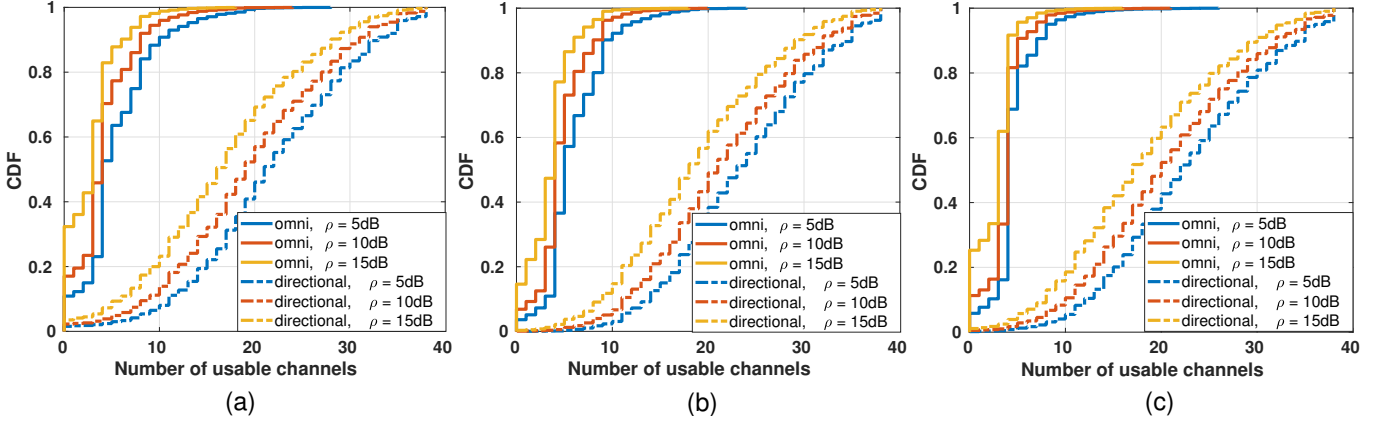 1
0.8
0.6
0.4
0.2
0
CDF
omni, ρ = 5dB
omni, ρ = 10dB
omni, ρ = 15dB
directional, ρ = 5dB
directional, ρ = 10dB
directional, ρ = 15dB
0 10 20 30 40
Number of usable channels
(a)
1
0.8
0.6
0.4
0.2
0
CDF
omni, ρ = 5dB
omni, ρ = 10dB
omni, ρ = 15dB
directional, ρ = 5dB
directional, ρ = 10dB
directional, ρ = 15dB
0 10 20 30 40
Number of usable channels
(b)
1
0.8
0.6
0.4
0.2
0
CDF
omni, ρ = 5dB
omni, ρ = 10dB
omni, ρ = 15dB
directional, ρ = 5dB
directional, ρ = 10dB
directional, ρ = 15dB
0 10 20 30 40
Number of usable channels
(c)